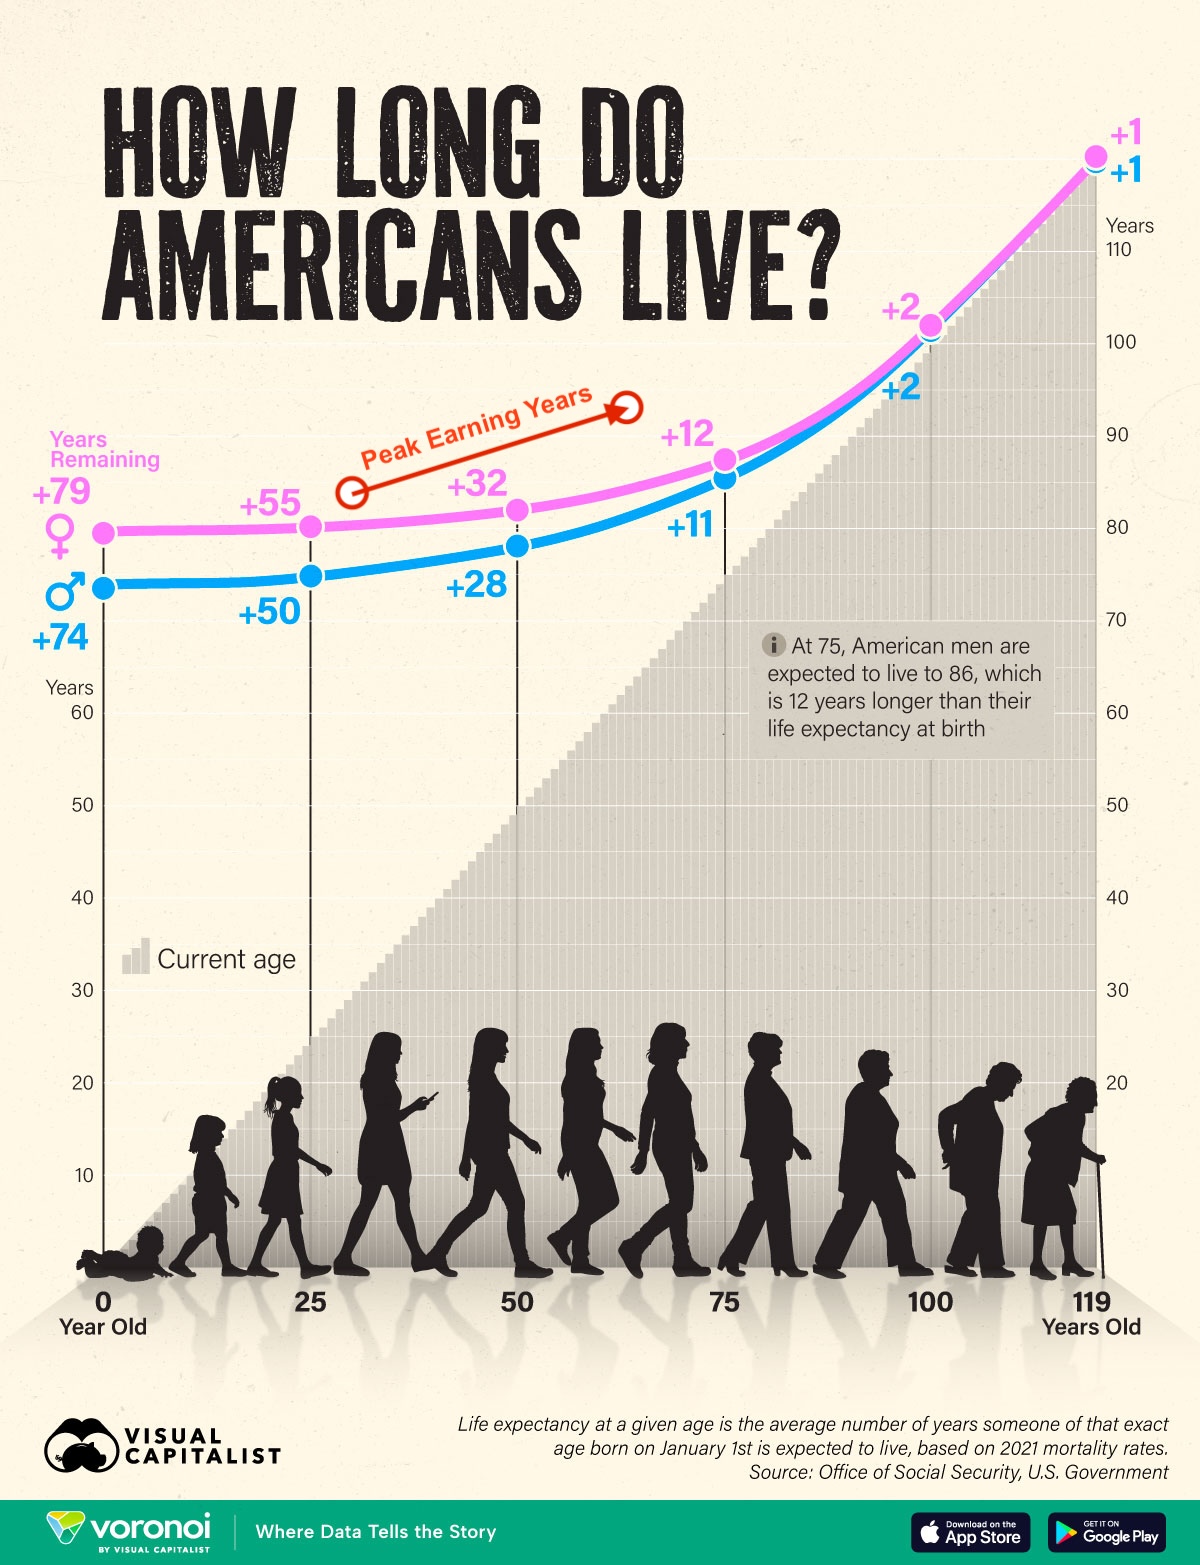 HOW LONG DO
AMERICANS LIVE?
+1
+1
Years
110
+2
100
+2
Peak Earning Years
90
+12
Years
Remaining
+79
+55
+32
80
+11
+28
+50
+74
70
i At 75, American men are
expected to live to 86, which
is 12 years longer than their
life expectancy at birth
Years
60
60
50
50
40
40
Current age
30
30
20
20
10
0
25
50
75
100
119
Year Old
Years Old
VISUAL
CAPITALIST
Life expectancy at a given age is the average number of years someone of that exact
age born on January 1st is expected to live, based on 2021 mortality rates.
Source: Office of Social Security, U.S. Government
voronoi
BY VISUAL CAPITALIST
Where Data Tells the Story
Download on the
App Store
GET IT ON
Google Play